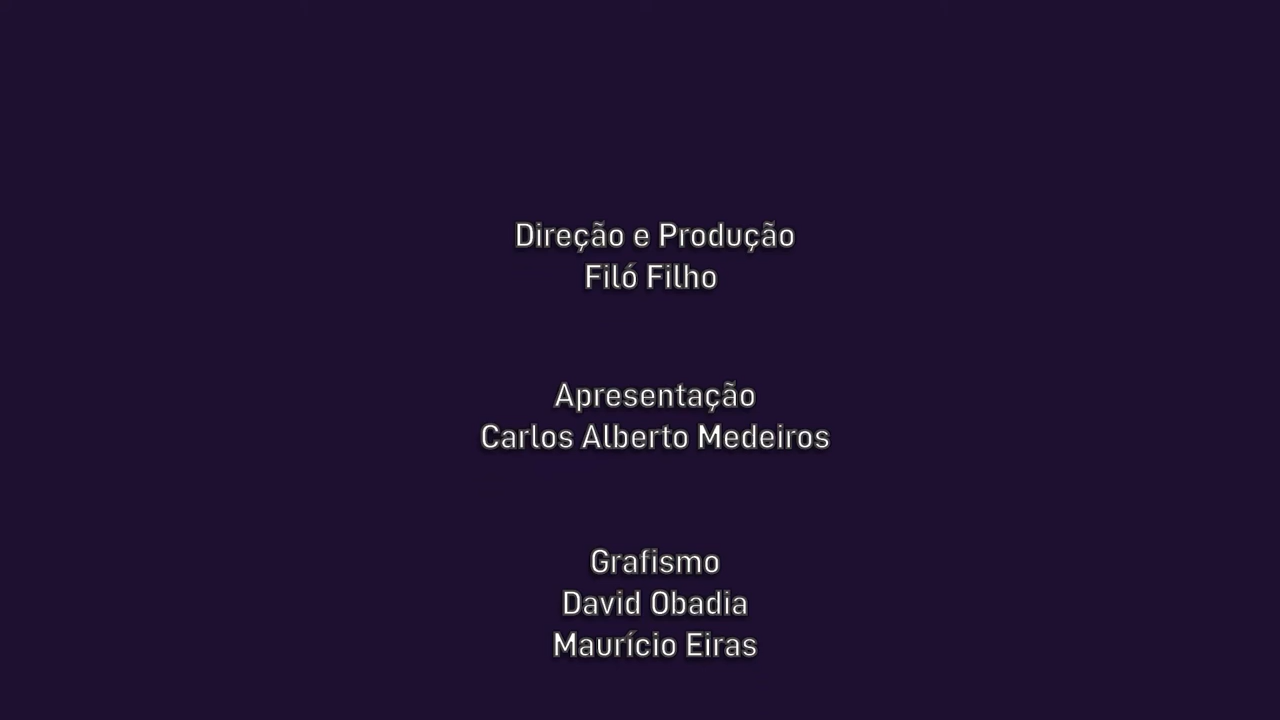 Direção e Produção
Filó Filho
Apresentação
Carlos Alberto Medeiros
Grafismo
David Obadia
Maurício Eiras